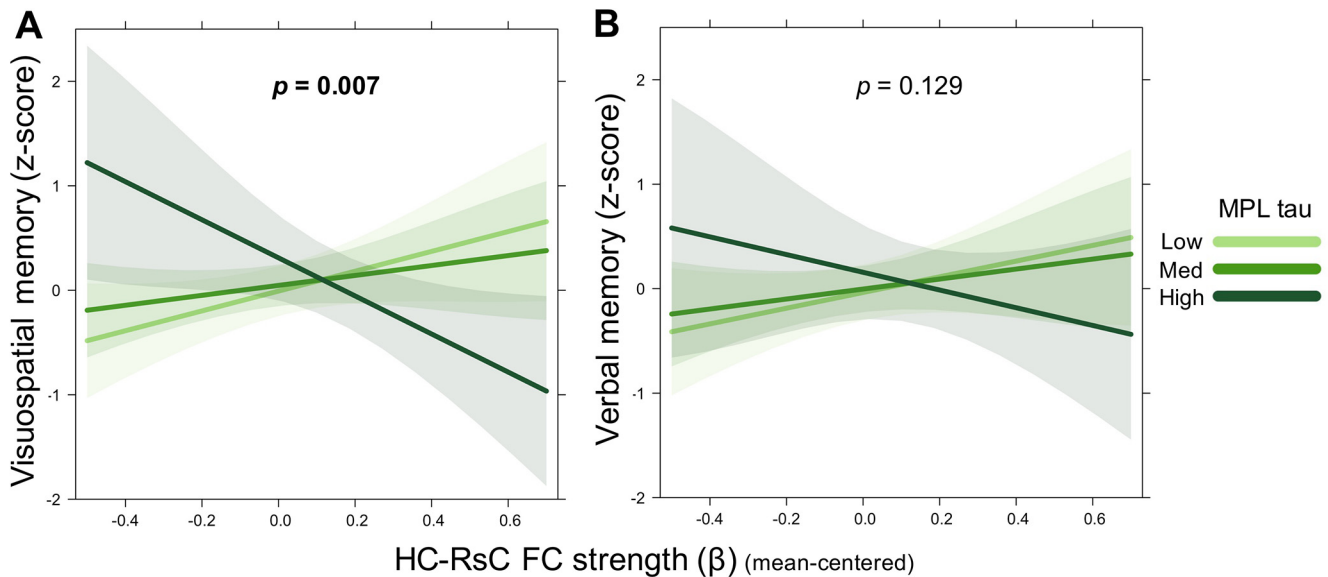 A
B
p = 0.007
p = 0.129
Visuospatial memory (z-score)
2
1
0
-1
-2
-0.4 -0.2 0.0 0.2 0.4 0.6
Verbal memory (z-score)
2
1
0
-1
-2
-0.4 -0.2 0.0 0.2 0.4 0.6
MPL tau
Low
Med
High
HC-RsC FC strength (β) (mean-centered)